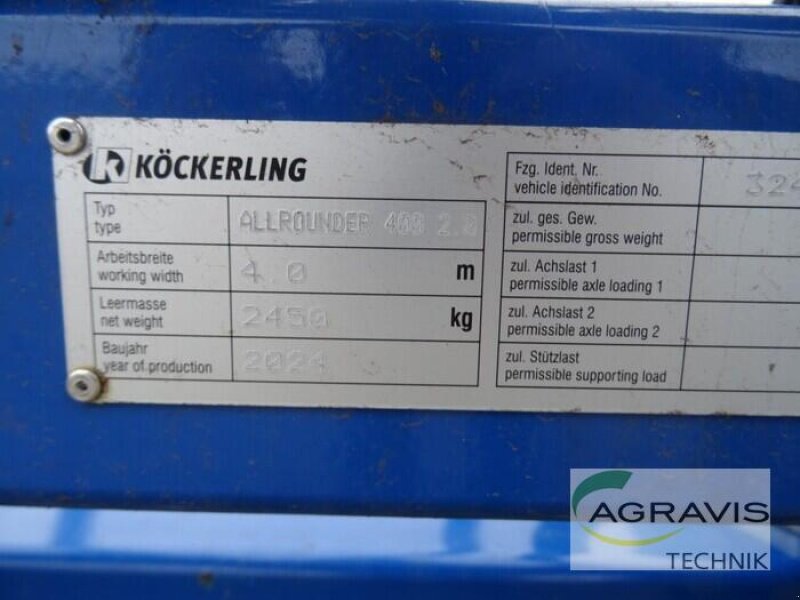 KÖCKERLING
Typ
type
ALLROUNDER 400 2.0
Arbeitsbreite
working width
4.0 m
Leermasse
net weight
2450 kg
Baujahr
year of production
2024
Fzg. Ident. Nr.
vehicle identification No.
324
zul. ges. Gew.
permissible gross weight
zul. Achslast 1
permissible axle loading 1
zul. Achslast 2
permissible axle loading 2
zul. Stützlast
permissible supporting load
AGRAVIS
TECHNIK